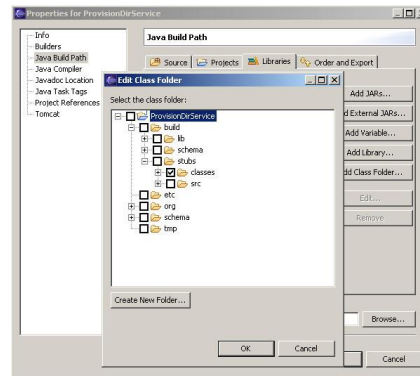 Properties for ProvisionDirService
Info
Builders
Java Build Path
Java Compiler
Javadoc Location
Java Task Tags
Project References
Tomcat
Java Build Path
Source
Projects
Libraries
Order and Export
Edit Class Folder
Select the class folder:
ProvisionDirService
build
lib
schema
stubs
classes
src
etc
org
schema
tmp
Create New Folder...
OK
Cancel
Add JARs...
d External JARs...
Add Variable...
Add Library...
dd Class Folder...
Edit...
Remove
Browse...
Cancel